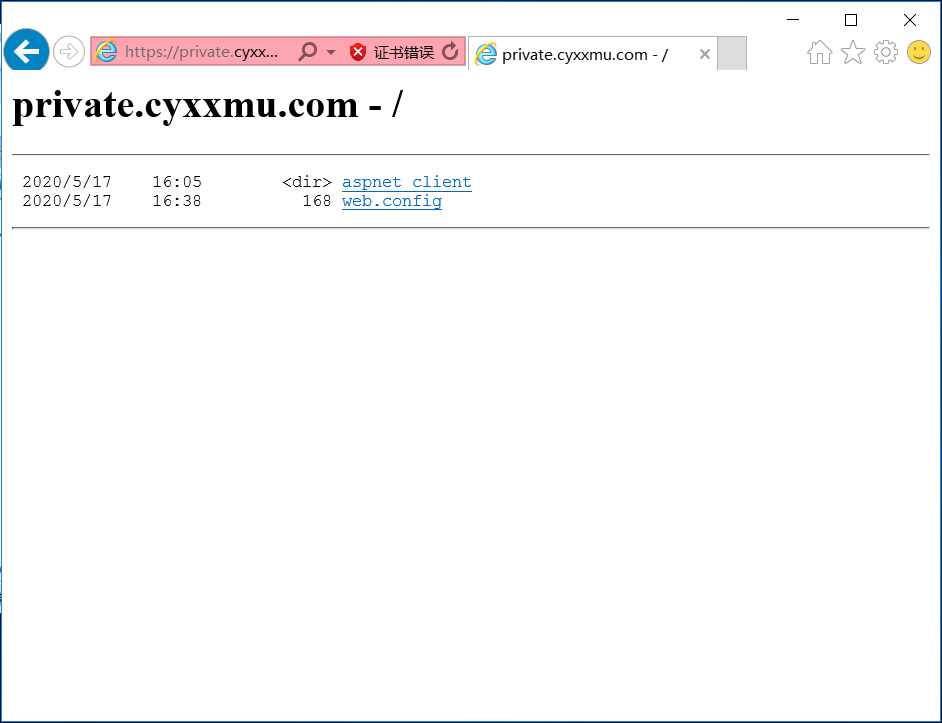 https://private.cyxx... 证书错误 private.cyxxmu.com - /
private.cyxxmu.com - /
2020/5/17 16:05 <dir> aspnet_client
2020/5/17 16:38 168 web.config